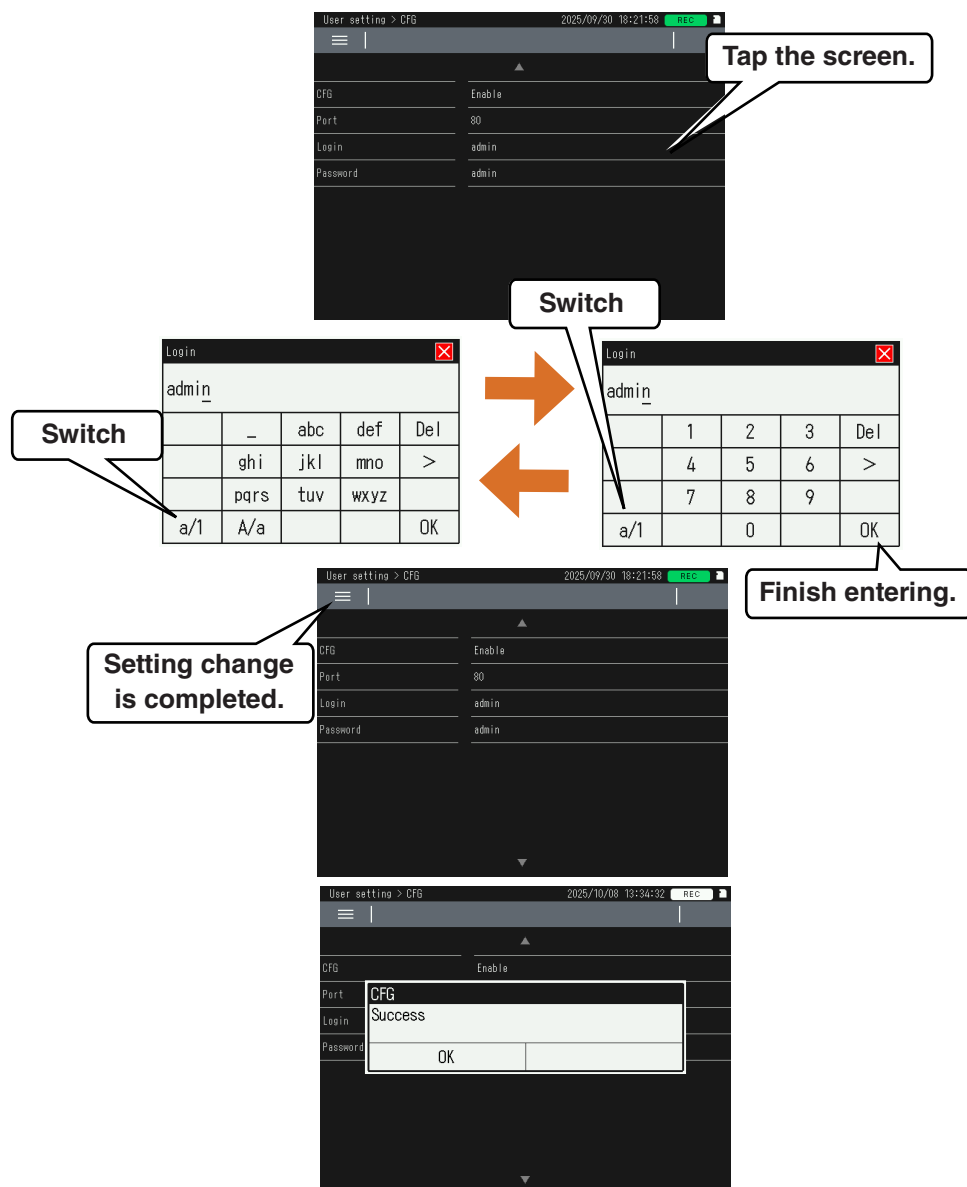 User setting > CFG 2025/09/30 18:21:58 REC
Tap the screen.
CFG Enable
Port 80
Login admin
Password admin
Switch
Login
admin
_ abc def Del
ghi jkl mno >
pqrs tuv wxyz
a/1 A/a OK
Switch
Login
admin
1 2 3 Del
4 5 6 >
7 8 9
a/1 0 OK
Finish entering.
User setting > CFG 2025/09/30 18:21:58 REC
CFG Enable
Port 80
Login admin
Password admin
Setting change
is completed.
User setting > CFG 2025/10/08 13:34:32 REC
CFG Enable
Port
Login
Password
CFG
Success
OK